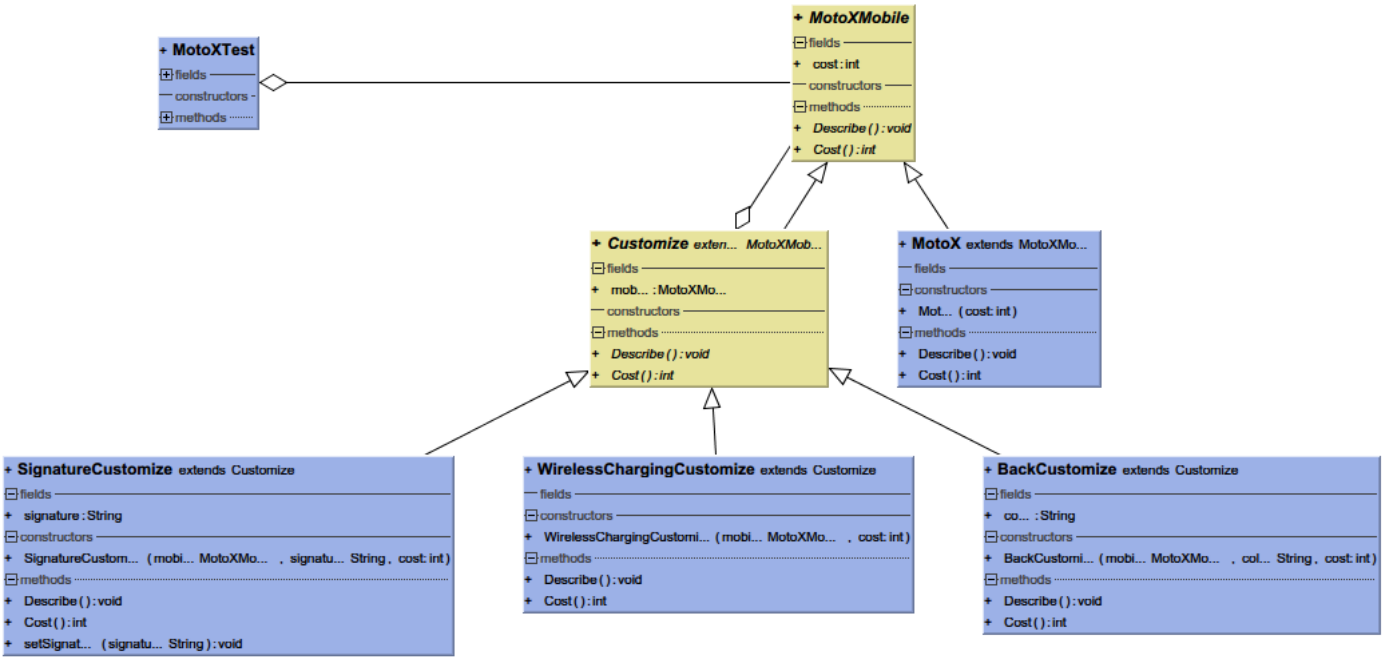 + MotoXMobile
fields
+ cost:int
constructors
methods
+ Describe():void
+ Cost():int
+ MotoXTest
fields
constructors
methods
+ Customize exten... MotoXMob...
fields
+ mob... :MotoXMo...
constructors
methods
+ Describe():void
+ Cost():int
+ MotoX extends MotoXMo...
fields
constructors
+ Mot... (cost:int)
methods
+ Describe():void
+ Cost():int
+ SignatureCustomize extends Customize
fields
+ signature:String
constructors
+ SignatureCustom... (mobi... MotoXMo... , signatu... String, cost:int)
methods
+ Describe():void
+ Cost():int
+ setSignat... (signatu... String):void
+ WirelessChargingCustomize extends Customize
fields
constructors
+ WirelessChargingCustomi... (mobi... MotoXMo... , cost:int)
methods
+ Describe():void
+ Cost():int
+ BackCustomize extends Customize
fields
+ co... :String
constructors
+ BackCustomi... (mobi... MotoXMo... , col... String, cost:int)
methods
+ Describe():void
+ Cost():int